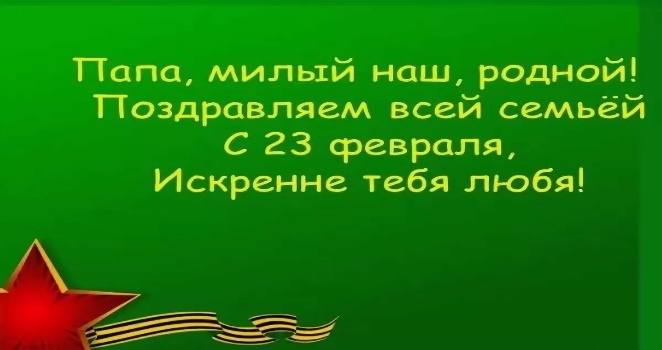 Папа, милый наш, родной!
Поздравляем всей семьёй
С 23 февраля,
Искренне тебя любя!